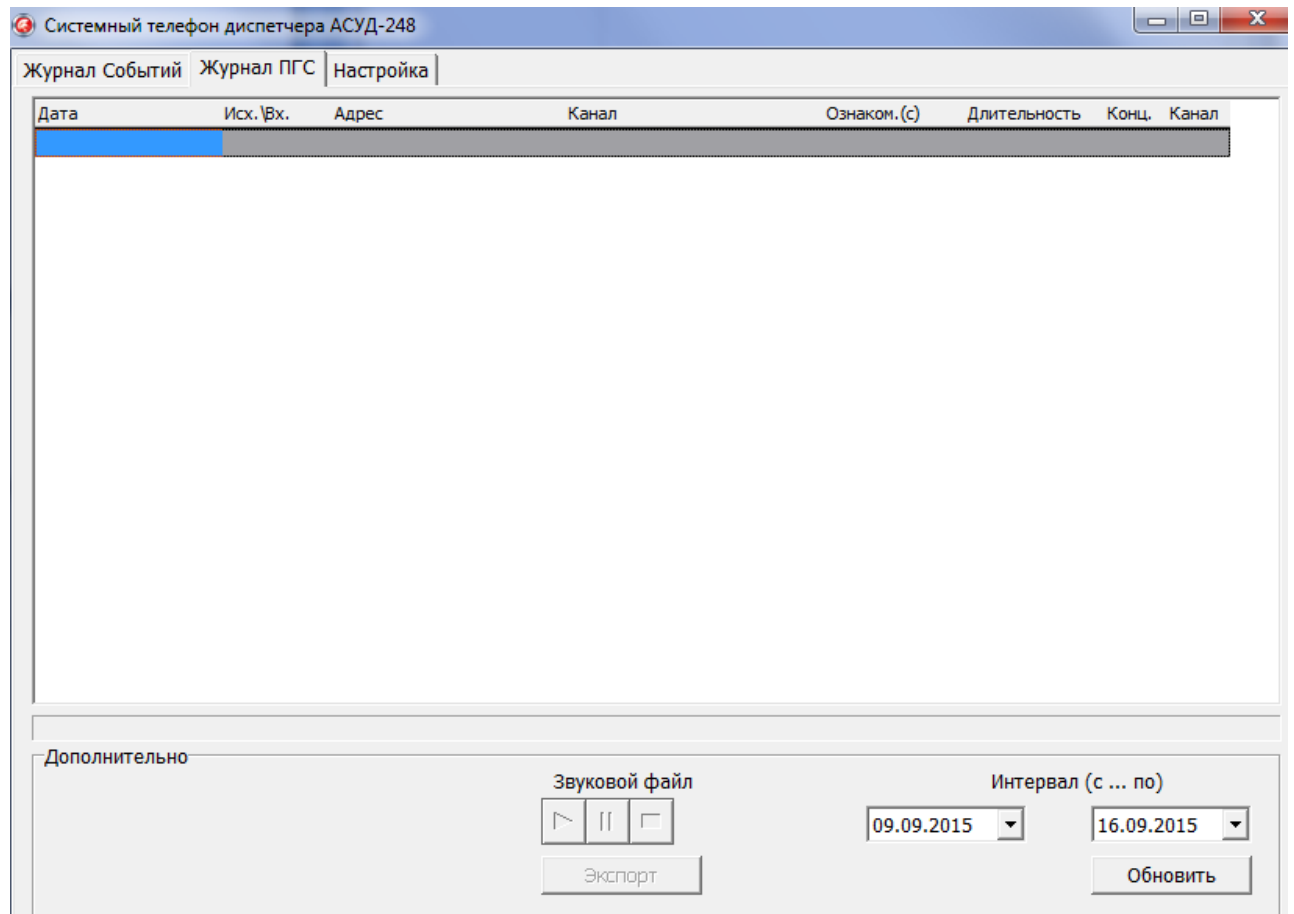 Системный телефон диспетчера АСУД-248
Журнал Событий Журнал ПГС Настройка
Дата Исх.\Вх. Адрес Канал Ознаком.(с) Длительность Конц. Канал
Дополнительно
Звуковой файл Интервал (с ... по)
09.09.2015 16.09.2015
Экспорт Обновить